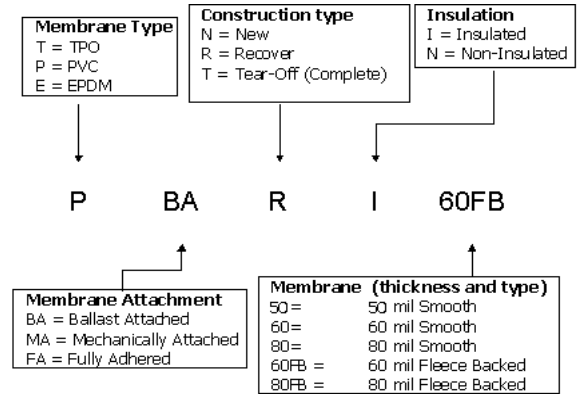 Membrane Type
T = TPO
P = PVC
E = EPDM
Construction type
N = New
R = Recover
T = Tear-Off (Complete)
Insulation
I = Insulated
N = Non-Insulated
P BA R I 60FB
Membrane Attachment
BA = Ballast Attached
MA = Mechanically Attached
FA = Fully Adhered
Membrane (thickness and type)
50= 50 mil Smooth
60= 60 mil Smooth
80= 80 mil Smooth
60FB = 60 mil Fleece Backed
80FB = 80 mil Fleece Backed